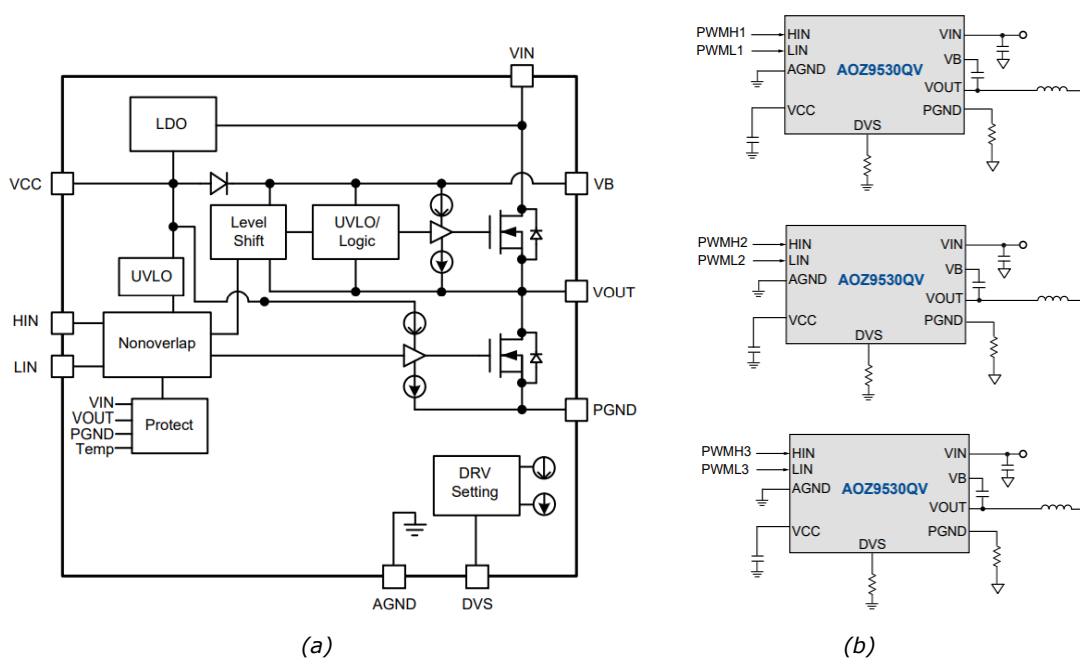 VIN
LDO
VCC
VB
Level
Shift
UVLO/
Logic
UVLO
VOUT
HIN
LIN
Nonoverlap
VIN
VOUT
PGND
Temp
Protect
PGND
DRV
Setting
AGND
DVS
(a)
PWMH1
PWML1
HIN
LIN
AGND
VCC
AOZ9530QV
DVS
VIN
VB
VOUT
PGND
PWMH2
PWML2
HIN
LIN
AGND
VCC
AOZ9530QV
DVS
VIN
VB
VOUT
PGND
PWMH3
PWML3
HIN
LIN
AGND
VCC
AOZ9530QV
DVS
VIN
VB
VOUT
PGND
(b)